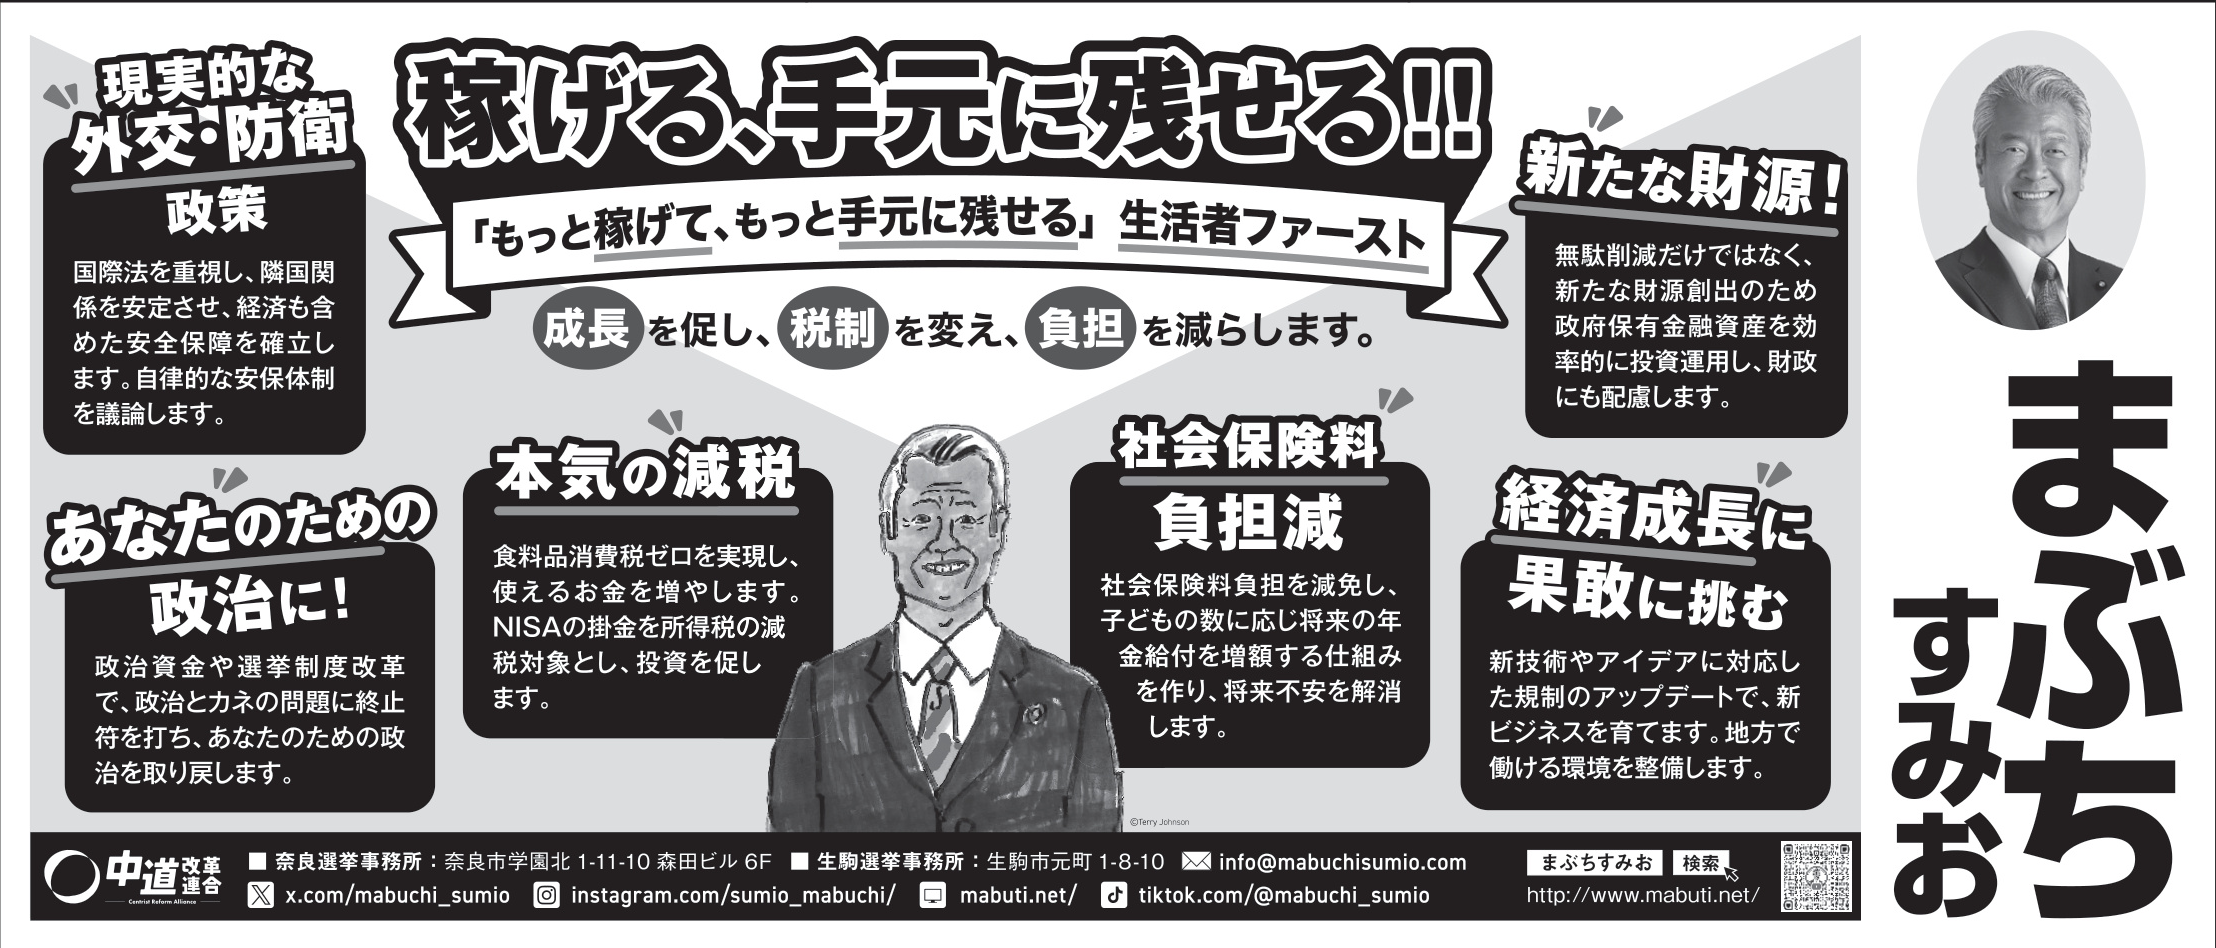 稼げる、手元に残せる!!
「もっと稼げて、もっと手元に残せる」 生活者ファースト
成長を促し、税制を変え、負担を減らします。
現実的な
外交・防衛
政策
国際法を重視し、隣国関
係を安定させ、経済も含
めた安全保障を確立し
ます。自律的な安保体制
を議論します。
あなたのための
政治に!
政治資金や選挙制度改革
で、政治とカネの問題に終止
符を打ち、あなたのための政
治を取り戻します。
本気の減税
食料品消費税ゼロを実現し、
使えるお金を増やします。
NISAの掛金を所得税の減
税対象とし、投資を促し
ます。
社会保険料
負担減
社会保険料負担を減免し、
子どもの数に応じ将来の年
金給付を増額する仕組み
を作り、将来不安を解消
します。
新たな財源!
無駄削減だけではなく、
新たな財源創出のため
政府保有金融資産を効
率的に投資運用し、財政
にも配慮します。
経済成長に
果敢に挑む
新技術やアイデアに対応し
た規制のアップデートで、新
ビジネスを育てます。地方で
働ける環境を整備します。
©Terry Johnson
まぶち
すみお
中道改革連合
Centrist Reform Alliance
■ 奈良選挙事務所：奈良市学園北 1-11-10 森田ビル 6F ■ 生駒選挙事務所：生駒市元町 1-8-10 info@mabuchisumio.com
x.com/mabuchi_sumio instagram.com/sumio_mabuchi/ mabuti.net/ tiktok.com/@mabuchi_sumio
まぶちすみお 検索
http://www.mabuti.net/